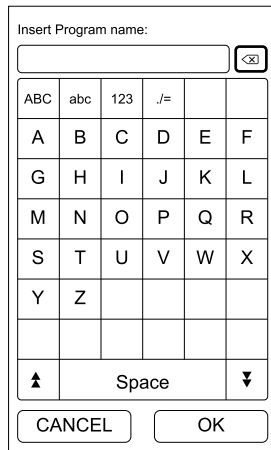 Insert Program name:
ABC abc 123 ./=
A B C D E F
G H I J K L
M N O P Q R
S T U V W X
Y Z
Space
CANCEL OK